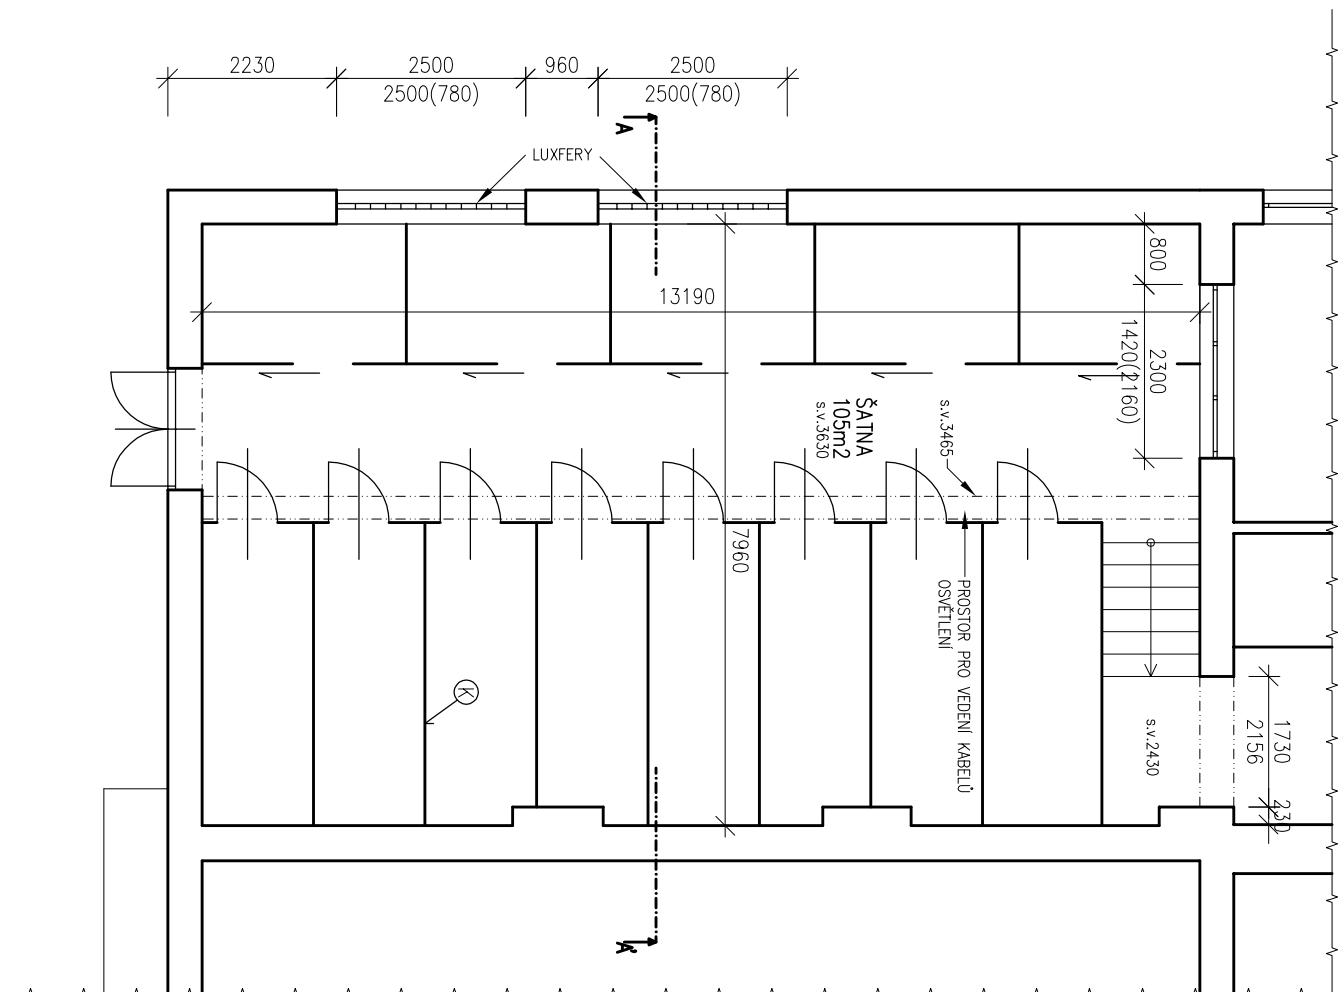 2230
2500
960
2500
2500(780)
2500(780)
A
LUXFERY
800
13190
2300
1420(2160)
ŠATNA
105m2
s.v.3630
s.v.3465
7960
PROSTOR PRO VEDENÍ KABELŮ
OSVĚTLENÍ
K
s.v.2430
1730
2156
230
A'